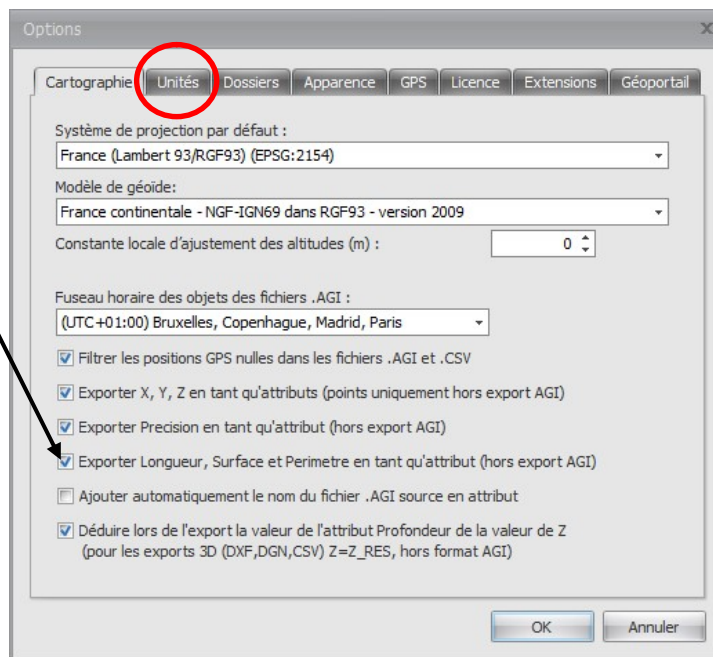 Options
Cartographie Unités Dossiers Apparence GPS Licence Extensions Géoportail
Système de projection par défaut :
France (Lambert 93/RGF93) (EPSG:2154)
Modèle de géoïde:
France continentale - NGF-IGN69 dans RGF93 - version 2009
Constante locale d'ajustement des altitudes (m) : 0
Fuseau horaire des objets des fichiers .AGI :
(UTC+01:00) Bruxelles, Copenhague, Madrid, Paris
Filtrer les positions GPS nulles dans les fichiers .AGI et .CSV
Exporter X, Y, Z en tant qu'attributs (points uniquement hors export AGI)
Exporter Precision en tant qu'attribut (hors export AGI)
Exporter Longueur, Surface et Perimetre en tant qu'attribut (hors export AGI)
Ajouter automatiquement le nom du fichier .AGI source en attribut
Déduire lors de l'export la valeur de l'attribut Profondeur de la valeur de Z
(pour les exports 3D (DXF,DGN,CSV) Z=Z_RES, hors format AGI)
OK Annuler